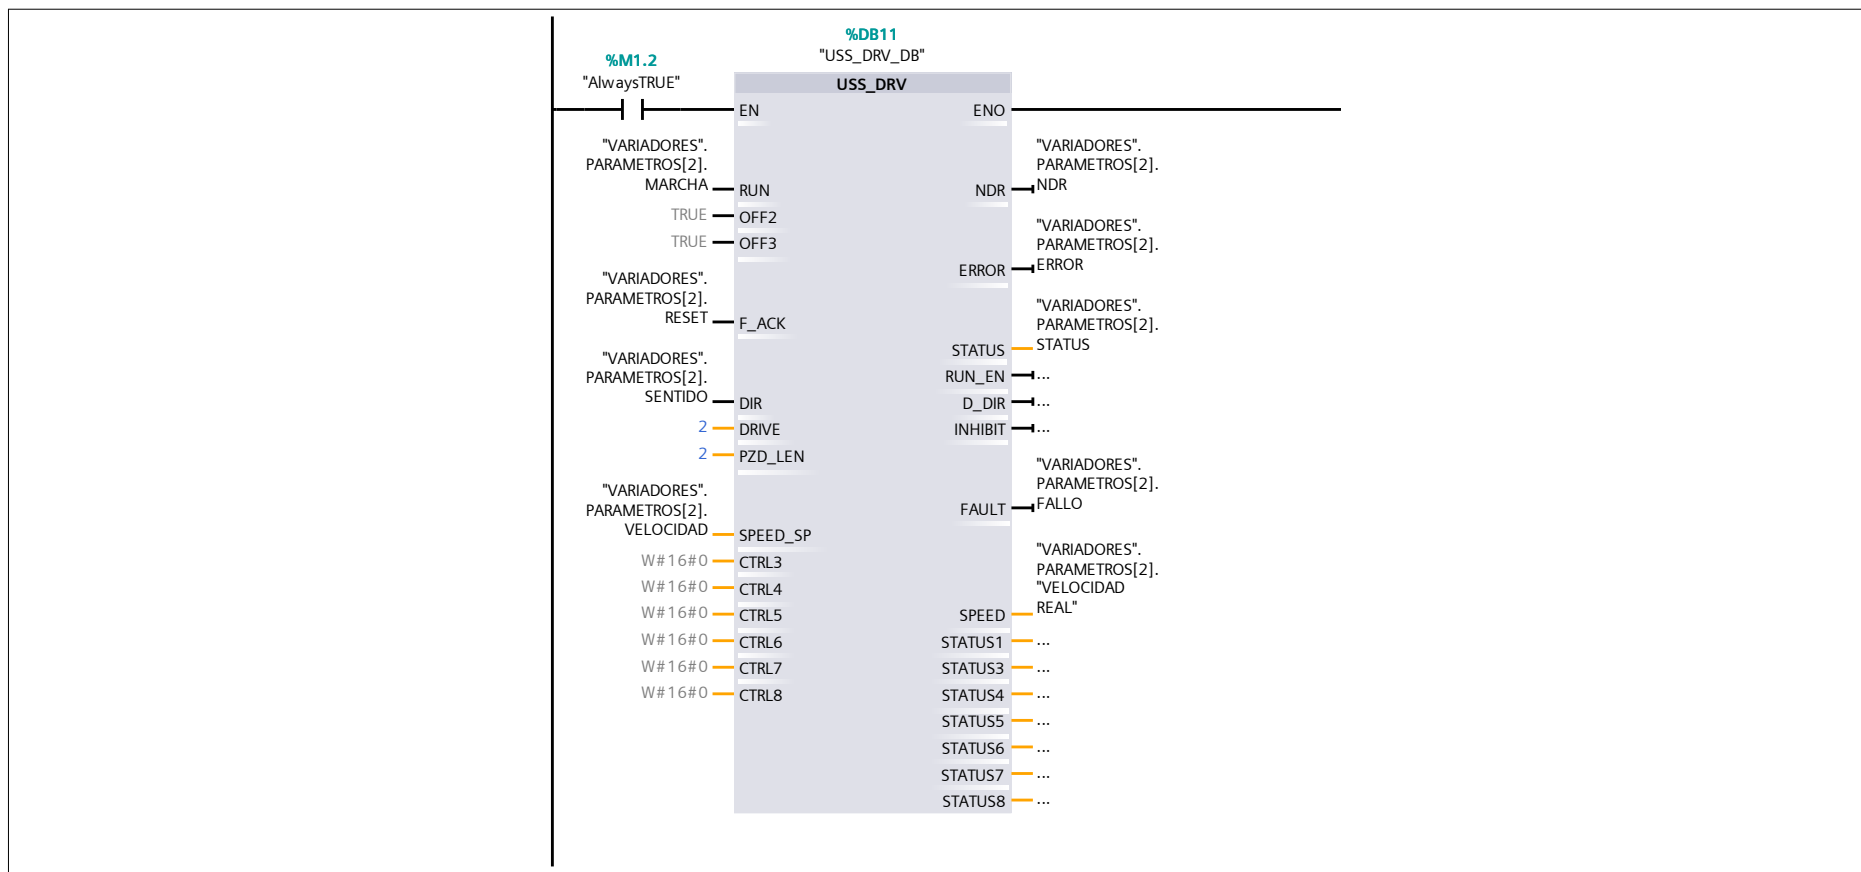 %DB11
"USS_DRV_DB"
%M1.2
"AlwaysTRUE"
USS_DRV
EN
ENO
"VARIADORES".
PARAMETROS[2].
MARCHA
RUN
"VARIADORES".
PARAMETROS[2].
NDR
NDR
TRUE
OFF2
TRUE
OFF3
"VARIADORES".
PARAMETROS[2].
ERROR
ERROR
"VARIADORES".
PARAMETROS[2].
RESET
F_ACK
"VARIADORES".
PARAMETROS[2].
STATUS
STATUS
RUN_EN
...
"VARIADORES".
PARAMETROS[2].
SENTIDO
DIR
D_DIR
...
2
DRIVE
INHIBIT
...
2
PZD_LEN
"VARIADORES".
PARAMETROS[2].
FALLO
FAULT
"VARIADORES".
PARAMETROS[2].
VELOCIDAD
SPEED_SP
W#16#0
CTRL3
W#16#0
CTRL4
W#16#0
CTRL5
"VARIADORES".
PARAMETROS[2].
"VELOCIDAD
REAL"
SPEED
W#16#0
CTRL6
STATUS1
...
W#16#0
CTRL7
STATUS3
...
W#16#0
CTRL8
STATUS4
...
STATUS5
...
STATUS6
...
STATUS7
...
STATUS8
...